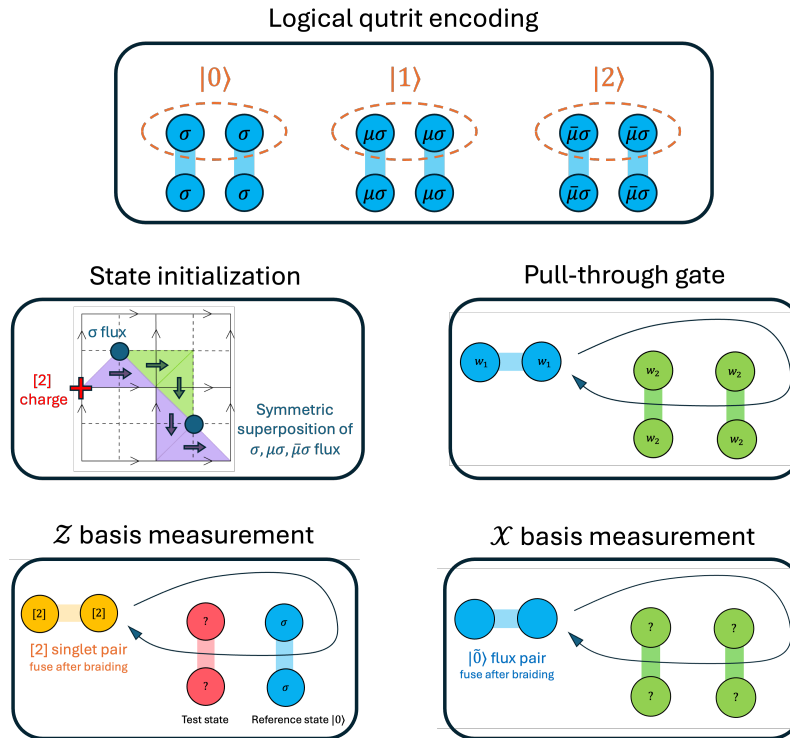 Logical qutrit encoding
|0⟩ |1⟩ |2⟩
σ σ μσ μσ μ̄σ μ̄σ
σ σ μσ μσ μ̄σ μ̄σ
State initialization
σ flux
[2]
charge
Symmetric
superposition of
σ, μσ, μ̄σ flux
Pull-through gate
w₁ w₁ w₂ w₂
w₂ w₂
𝒵 basis measurement
[2] [2] ? σ
[2] singlet pair
fuse after braiding
? σ
Test state Reference state |0⟩
𝒳 basis measurement
? ?
|0̃⟩ flux pair
fuse after braiding
? ?